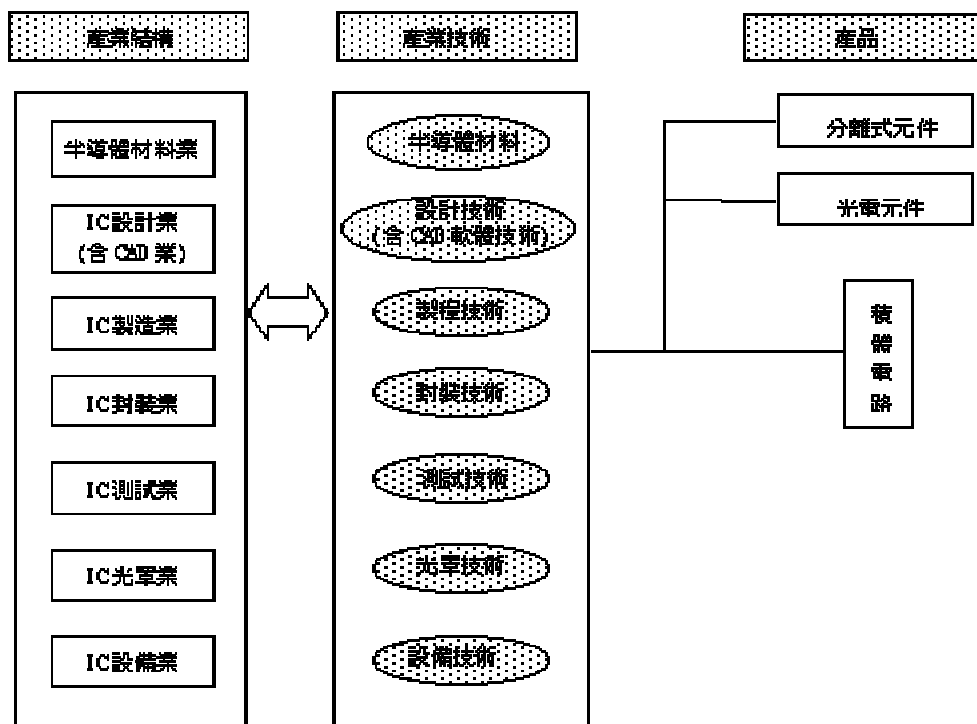 產業結構
產業技術
產品
半導體材料業
IC設計業
(含 CAD 業)
IC製造業
IC封裝業
IC測試業
IC光罩業
IC設備業
半導體材料
設計技術
(含 CAD 軟體技術)
製程技術
封裝技術
測試技術
光罩技術
設備技術
分離式元件
光電元件
積
電
路